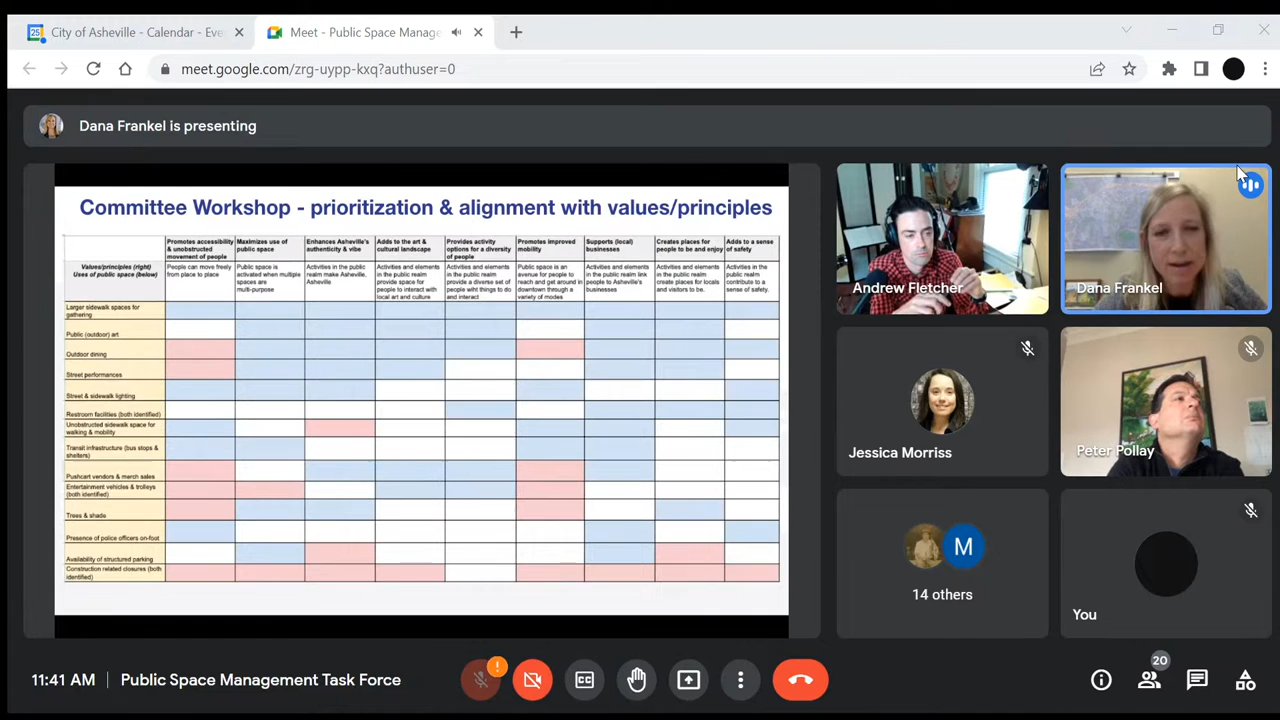 City of Asheville - Calendar - Eve
Meet - Public Space Manage
meet.google.com/zrg-uypp-kxq?authuser=0
Dana Frankel is presenting
Committee Workshop - prioritization & alignment with values/principles
Promotes accessibility
& unobstructed
movement of people
Maximizes use of
public space
Enhances Asheville's
authenticity & vibe
Adds to the art &
cultural landscape
Provides activity
options for a diversity
of people
Promotes improved
mobility
Supports (local)
businesses
Creates places for
people to be and enjoy
Adds to a sense
of safety
Values/principles (right)
Uses of public space (below)
People can move freely
from place to place
Public space is
activated when multiple
spaces are
multi-purpose
Activities in the public
realm make Asheville
Asheville
Activities and elements
in the public realm
provide space for
people to interact with
local art and culture
Activities and elements
in the public realm
provide a diverse set of
people wiht things to do
and interact
Public space is an
avenue for people to
reach and get around in
downtown through a
variety of modes
Activities and elements
in the public realm link
people to Asheville's
businesses
Activities and elements
in the public realm
create places for locals
and visitors to be.
Activities in the
public realm
contribute to a
sense of safety.
Larger sidewalk spaces for
gathering
Public (outdoor) art
Outdoor dining
Street performances
Street & sidewalk lighting
Restroom facilities (both identified)
Unobstructed sidewalk space for
walking & mobility
Transit infrastructure (bus stops &
shelters)
Pushcart vendors & merch sales
Entertainment vehicles & trolleys
(both identified)
Trees & shade
Presence of police officers on-foot
Availability of structured parking
Construction related closures (both
identified)
Andrew Fletcher
Dana Frankel
Jessica Morriss
Peter Pollay
M
14 others
You
11:41 AM | Public Space Management Task Force
20